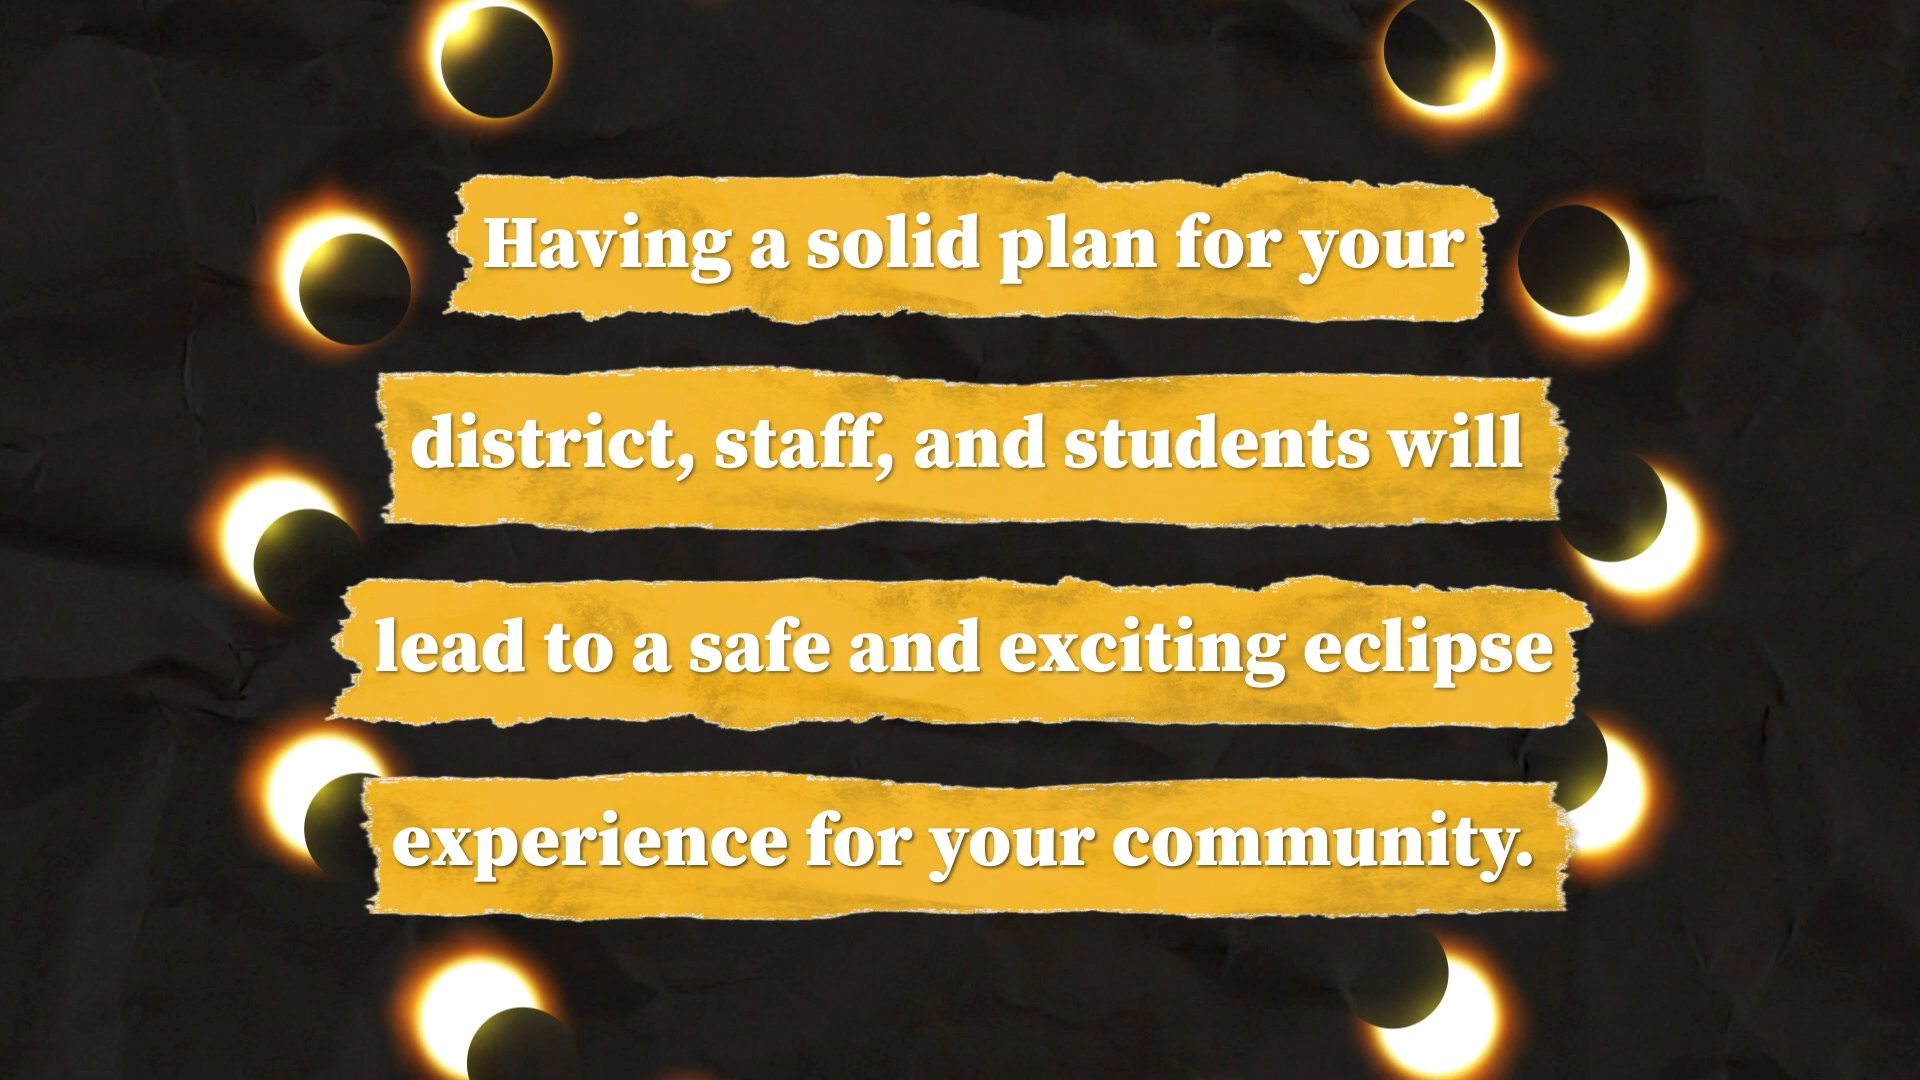 Having a solid plan for your
district, staff, and students will
lead to a safe and exciting eclipse
experience for your community.